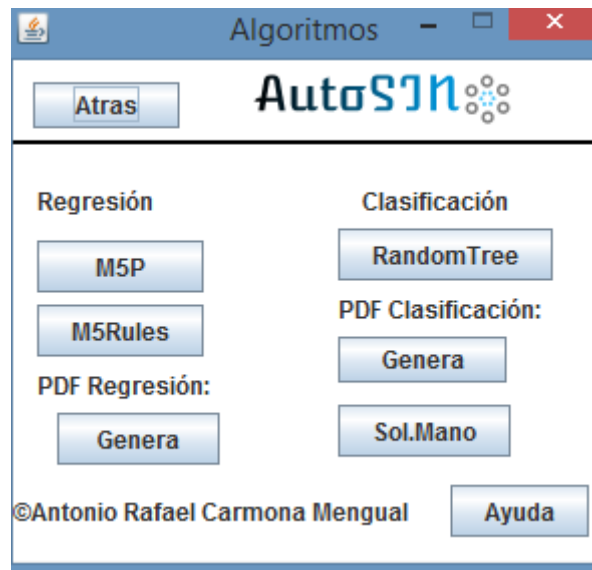 Algoritmos
Atras
AutoSIN
Regresión
Clasificación
M5P
RandomTree
M5Rules
PDF Clasificación:
Genera
PDF Regresión:
Genera
Sol.Mano
©Antonio Rafael Carmona Mengual
Ayuda